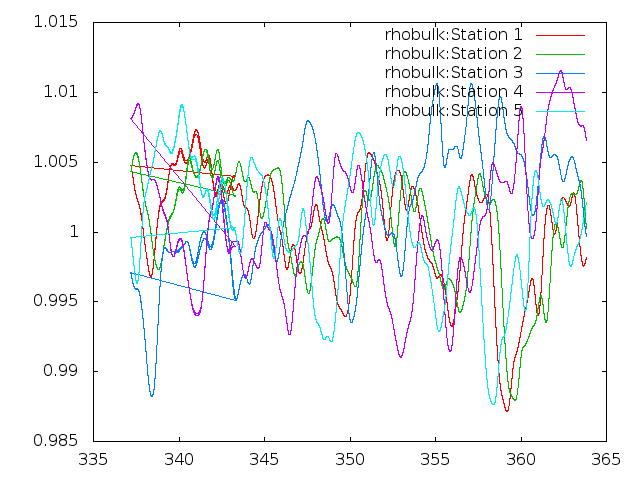 1.015
1.01
1.005
1
0.995
0.99
0.985
335
340
345
350
355
360
365
rhobulk:Station 1
rhobulk:Station 2
rhobulk:Station 3
rhobulk:Station 4
rhobulk:Station 5